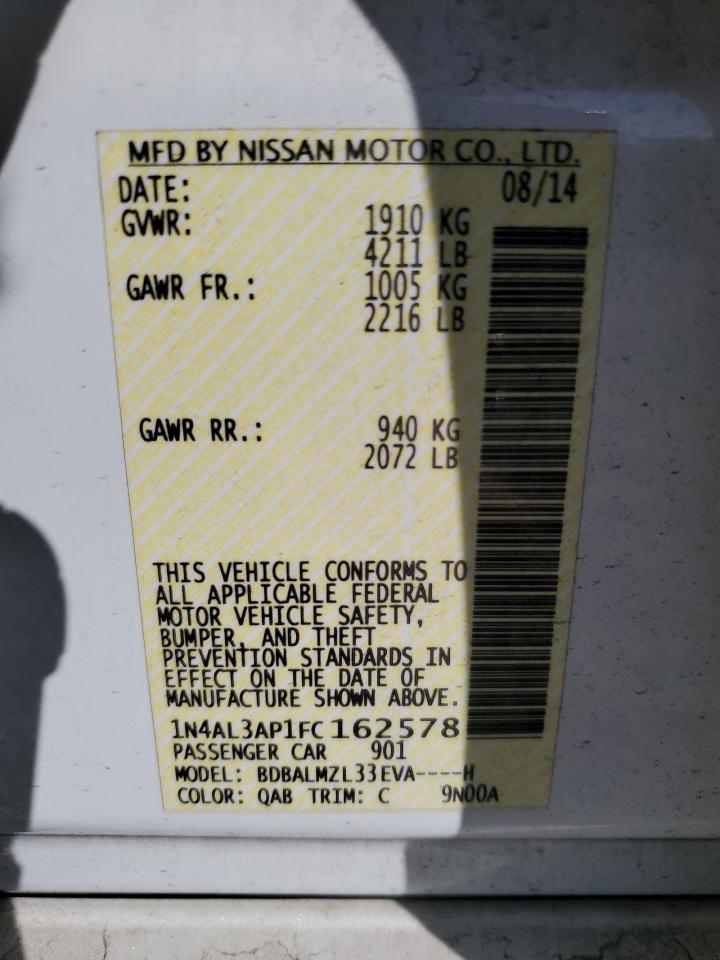 MFD BY NISSAN MOTOR CO., LTD.
DATE: 08/14
GVWR: 1910 KG
4211 LB
GAWR FR.: 1005 KG
2216 LB
GAWR RR.: 940 KG
2072 LB
THIS VEHICLE CONFORMS TO
ALL APPLICABLE FEDERAL
MOTOR VEHICLE SAFETY,
BUMPER, AND THEFT
PREVENTION STANDARDS IN
EFFECT ON THE DATE OF
MANUFACTURE SHOWN ABOVE.
1N4AL3AP1FC162578
PASSENGER CAR 901
MODEL: BDBALMZL33EVA----H
COLOR: QAB TRIM: C 9N00A